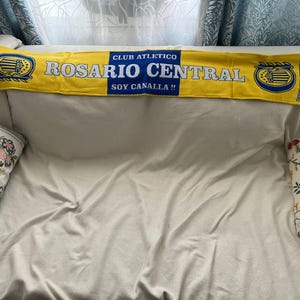 CLUB ATLETICO
ROSARIO CENTRAL
SOY CANALLA !!